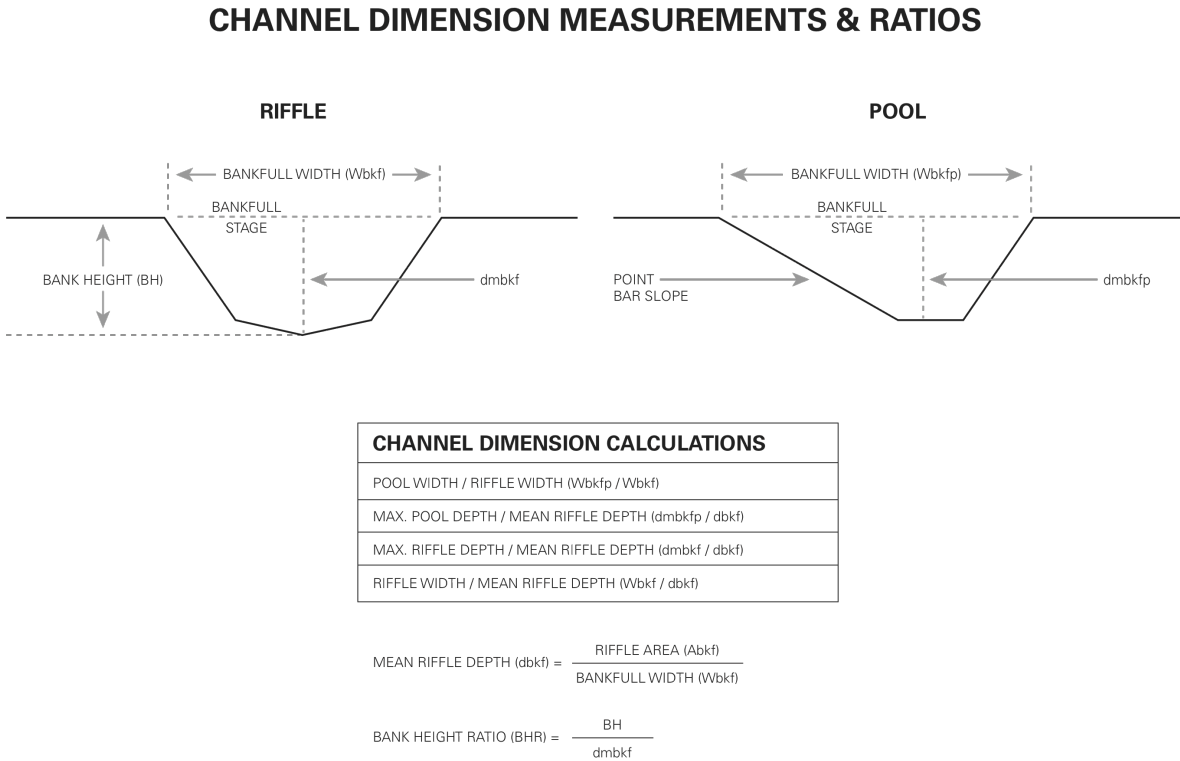 CHANNEL DIMENSION MEASUREMENTS & RATIOS
RIFFLE
BANKFULL WIDTH (Wbkf)
BANKFULL
STAGE
BANK HEIGHT (BH)
dmbkf
POOL
BANKFULL WIDTH (Wbkfp)
BANKFULL
STAGE
POINT
BAR SLOPE
dmbkfp
CHANNEL DIMENSION CALCULATIONS
POOL WIDTH / RIFFLE WIDTH (Wbkfp / Wbkf)
MAX. POOL DEPTH / MEAN RIFFLE DEPTH (dmbkfp / dbkf)
MAX. RIFFLE DEPTH / MEAN RIFFLE DEPTH (dmbkf / dbkf)
RIFFLE WIDTH / MEAN RIFFLE DEPTH (Wbkf / dbkf)
MEAN RIFFLE DEPTH (dbkf) =
RIFFLE AREA (Abkf)
BANKFULL WIDTH (Wbkf)
BANK HEIGHT RATIO (BHR) =
BH
dmbkf